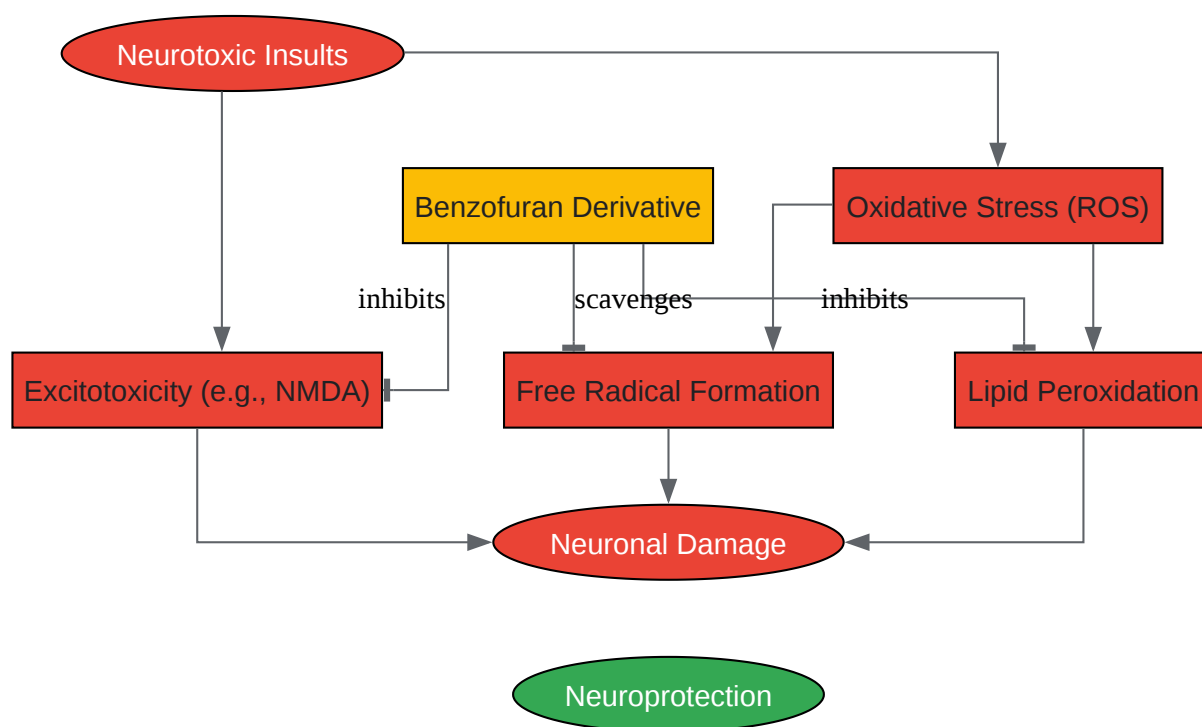 Neurotoxic Insults
Benzofuran Derivative
Oxidative Stress (ROS)
inhibits
scavenges
inhibits
Excitotoxicity (e.g., NMDA)
Free Radical Formation
Lipid Peroxidation
Neuronal Damage
Neuroprotection